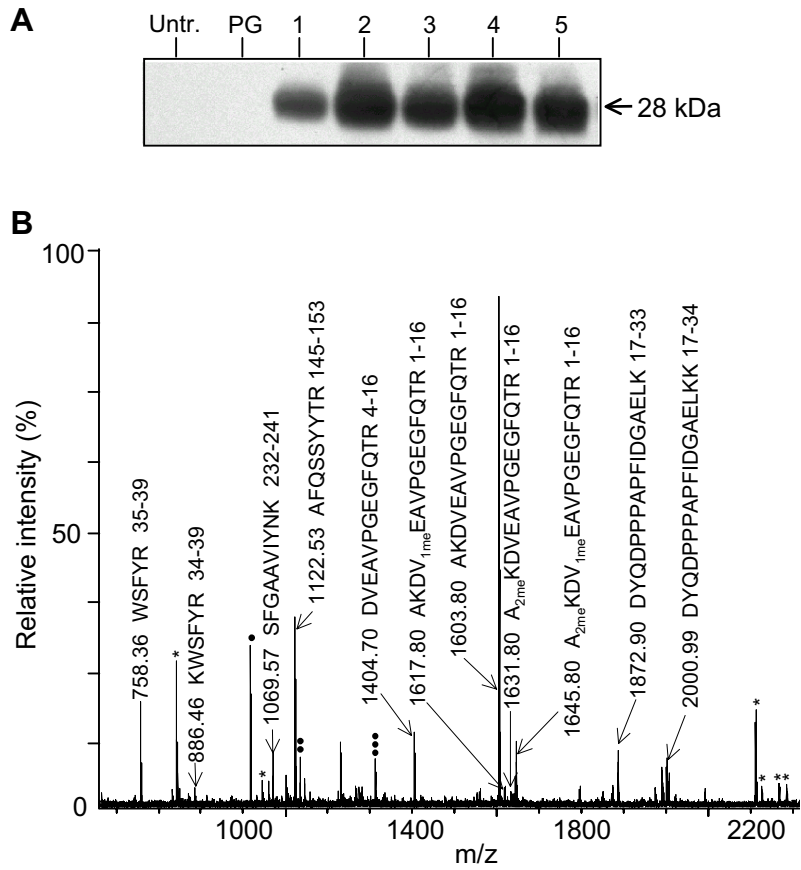 A
Untr. PG 1 2 3 4 5
28 kDa
B
100
50
0
Relative intensity (%)
758.36 WSFYR 35-39
*
886.46 KWSFYR 34-39
•
*
1069.57 SFGAAVIYNK 232-241
1122.53 AFQSSYYTR 145-153
••
•••
1404.70 DVEAVPGEGFQTR 4-16
1617.80 AKDV1meEAVPGEGFQTR 1-16
1603.80 AKDVEAVPGEGFQTR 1-16
1631.80 A2meKDVEAVPGEGFQTR 1-16
1645.80 A2meKDV1meEAVPGEGFQTR 1-16
1872.90 DYQDPPPAPFIDGAELK 17-33
2000.99 DYQDPPPAPFIDGAELKK 17-34
*
*
**
1000 1400 1800 2200
m/z